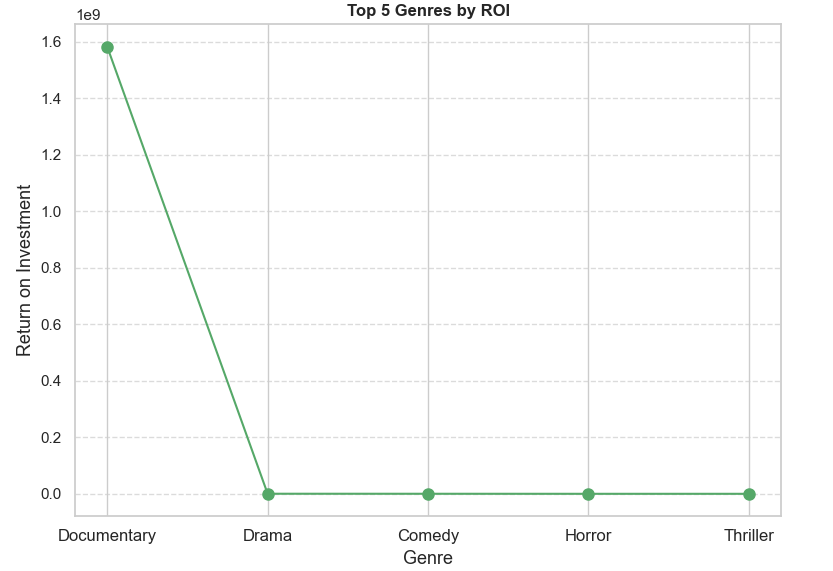 Top 5 Genres by ROI
1e9
1.6
1.4
1.2
1.0
0.8
0.6
0.4
0.2
0.0
Return on Investment
Documentary Drama Comedy Horror Thriller
Genre